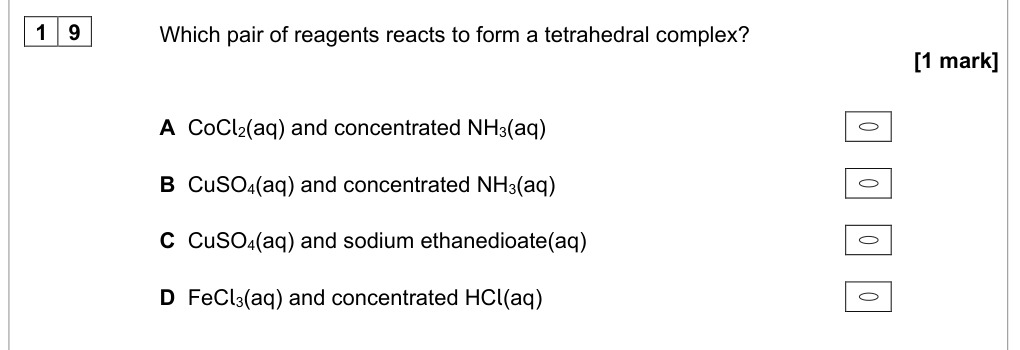 1 9 Which pair of reagents reacts to form a tetrahedral complex?
[1 mark]
A CoCl₂(aq) and concentrated NH₃(aq)
B CuSO₄(aq) and concentrated NH₃(aq)
C CuSO₄(aq) and sodium ethanedioate(aq)
D FeCl₃(aq) and concentrated HCl(aq)